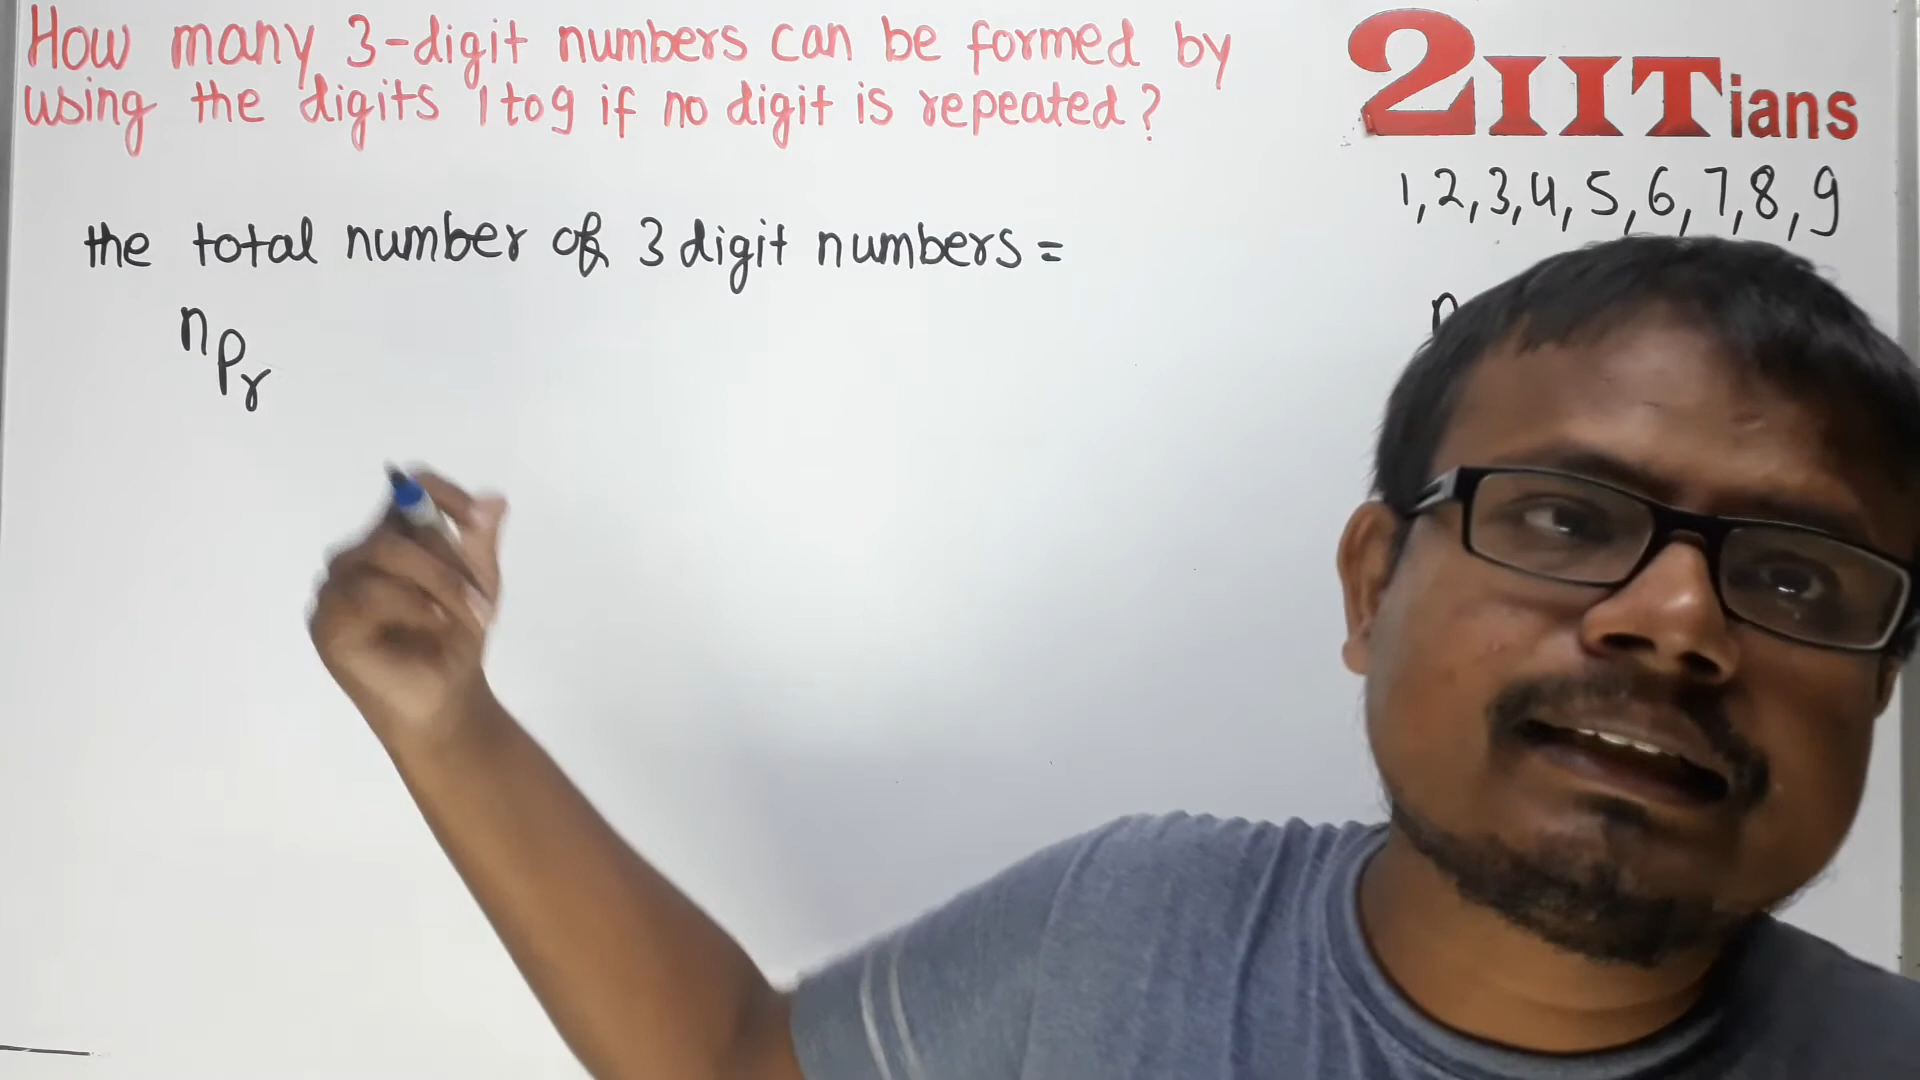 How many 3-digit numbers can be formed by
using the digits 1 to 9 if no digit is repeated?
2IITians
1,2,3,4,5,6,7,8,9
the total number of 3 digit numbers =
n
nPr